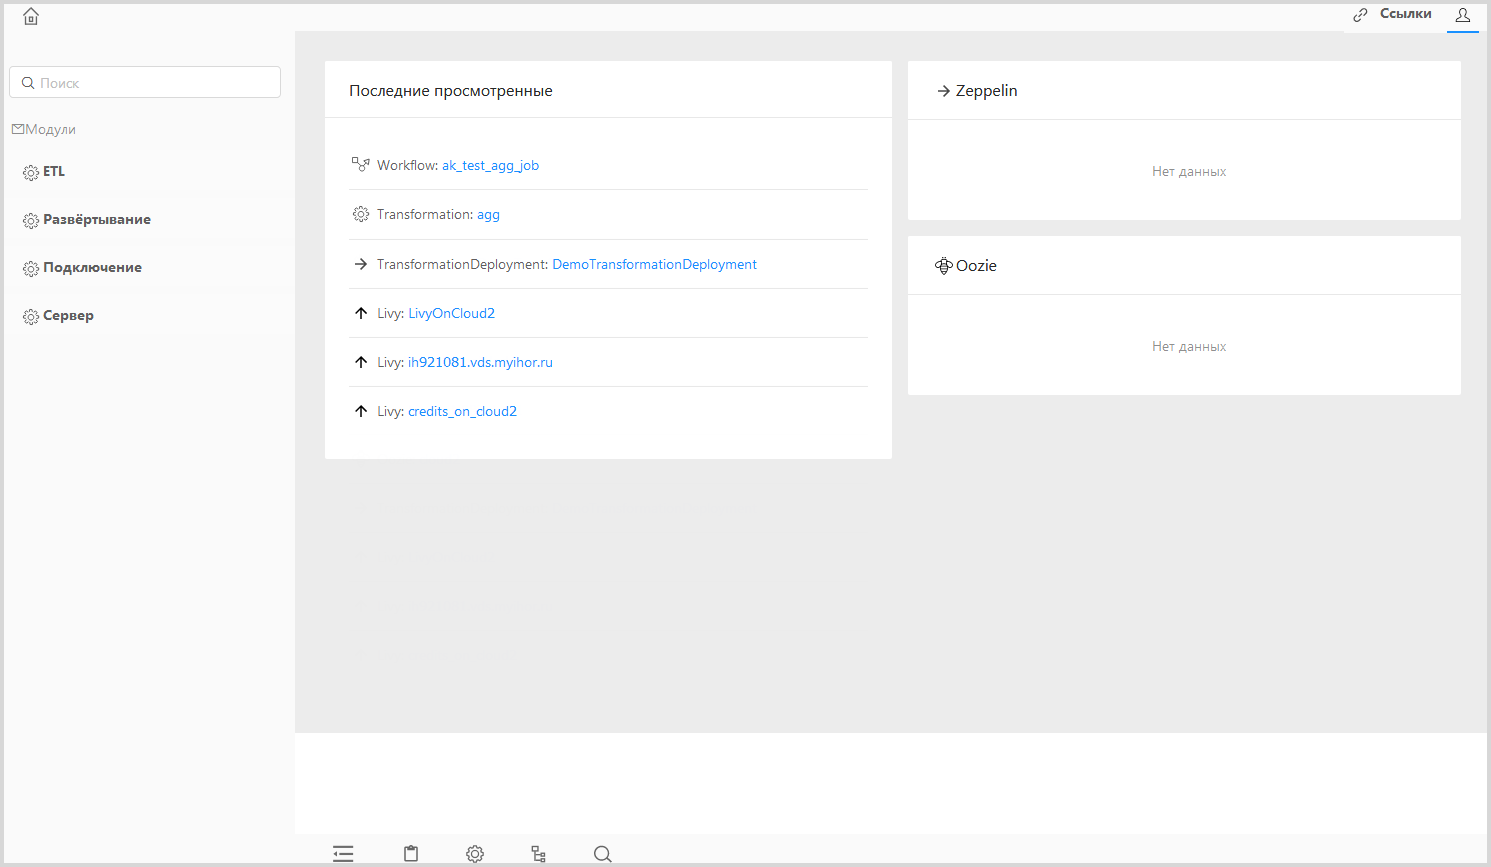 Ссылки
Поиск
Модули
ETL
Развёртывание
Подключение
Сервер
Последние просмотренные
Workflow: ak_test_agg_job
Transformation: agg
TransformationDeployment: DemoTransformationDeployment
Livy: LivyOnCloud2
Livy: ih921081.vds.myihor.ru
Livy: credits_on_cloud2
Zeppelin
Нет данных
Oozie
Нет данных